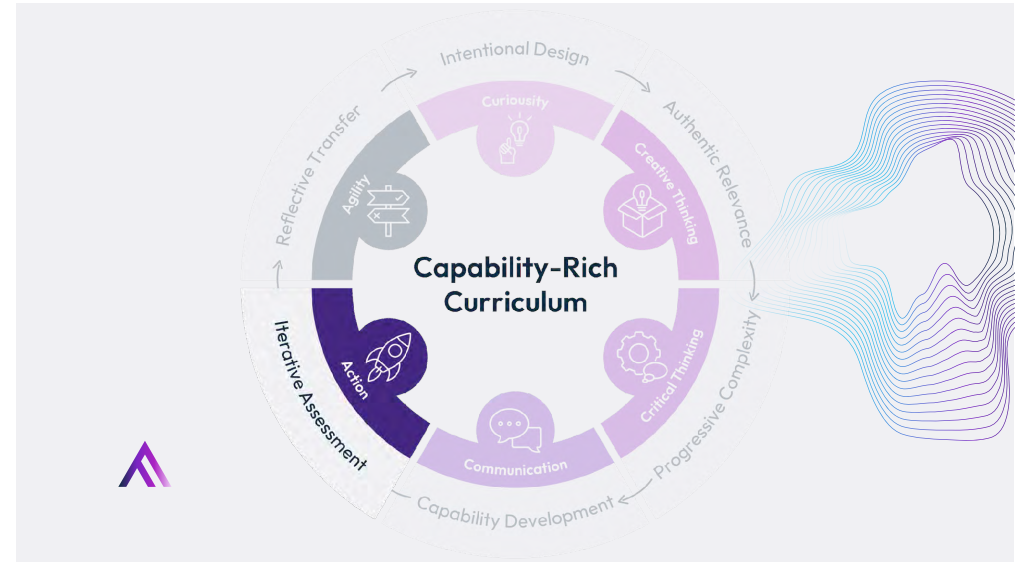 Intentional Design
Authentic Relevance
Progressive Complexity
Capability Development
Iterative Assessment
Reflective Transfer
Curiousity
Creative Thinking
Critical Thinking
Communication
Action
Agility
Capability-Rich
Curriculum